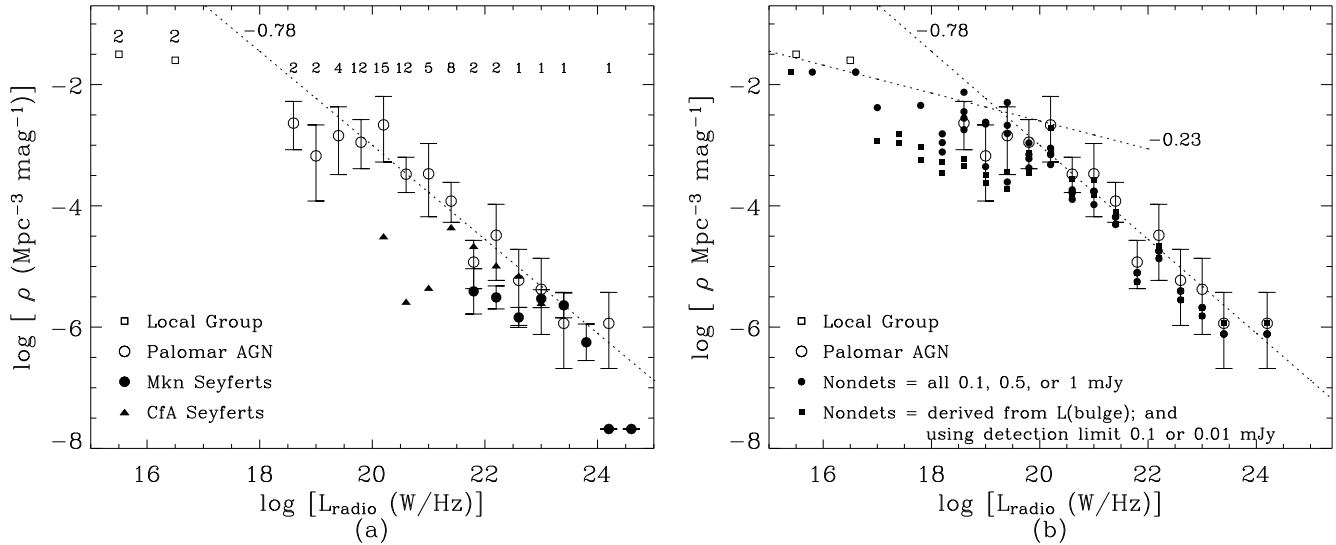 2 2
−0.78
2 2 4 12 15 12 5 8 2 2 1 1 1 1
−2
−4
−6
−8
log [ ρ (Mpc⁻³ mag⁻¹)]
Local Group
Palomar AGN
Mkn Seyferts
CfA Seyferts
16 18 20 22 24
log [Lradio (W/Hz)]
(a)
−0.78
−0.23
−2
−4
−6
−8
log [ ρ Mpc⁻³ mag⁻¹)]
Local Group
Palomar AGN
Nondets = all 0.1, 0.5, or 1 mJy
Nondets = derived from L(bulge); and
using detection limit 0.1 or 0.01 mJy
16 18 20 22 24
log [Lradio (W/Hz)]
(b)